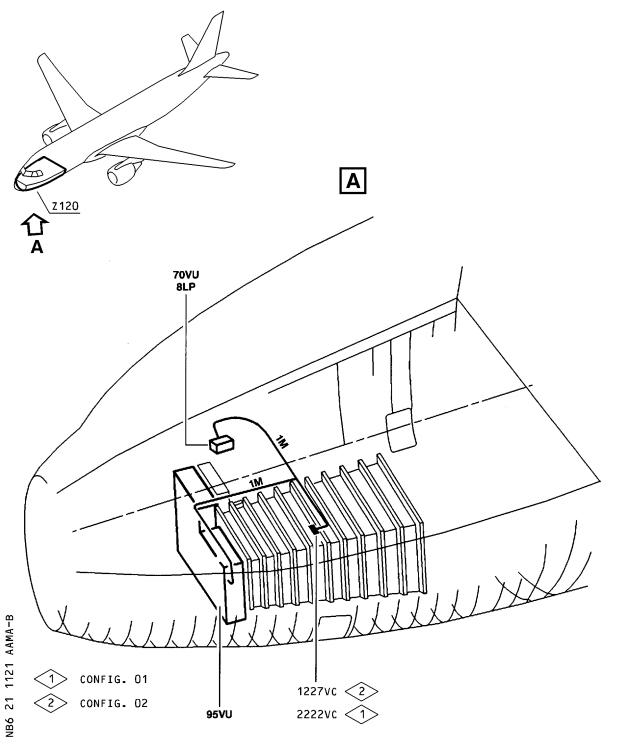 Z120
A
A
70VU
8LP
1M
1M
1 CONFIG. 01
2 CONFIG. 02
95VU
1227VC 2
2222VC 1
NB6 21 1121 AAMA-B